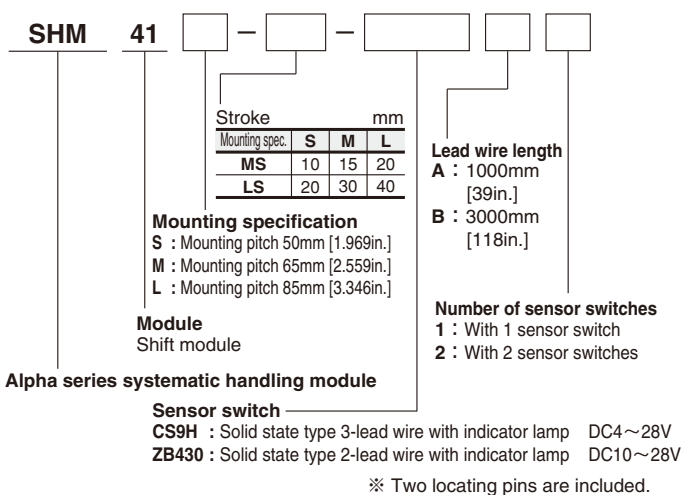 SHM 41 – –
Stroke mm
Mounting spec. S M L
MS 10 15 20
LS 20 30 40
Lead wire length
A : 1000mm
[39in.]
B : 3000mm
[118in.]
Mounting specification
S : Mounting pitch 50mm [1.969in.]
M : Mounting pitch 65mm [2.559in.]
L : Mounting pitch 85mm [3.346in.]
Number of sensor switches
1 : With 1 sensor switch
2 : With 2 sensor switches
Module
Shift module
Alpha series systematic handling module
Sensor switch
CS9H : Solid state type 3-lead wire with indicator lamp DC4～28V
ZB430 : Solid state type 2-lead wire with indicator lamp DC10～28V
※ Two locating pins are included.